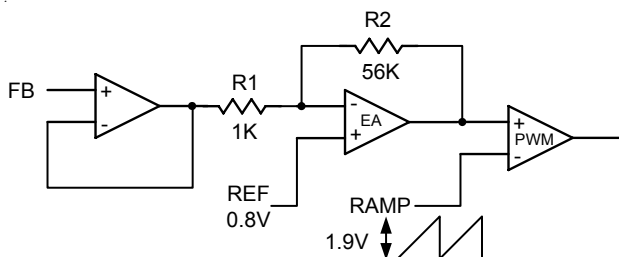 R2
56K
FB
+
-
R1
1K
-
EA
+
REF
0.8V
+
PWM
-
RAMP
1.9V